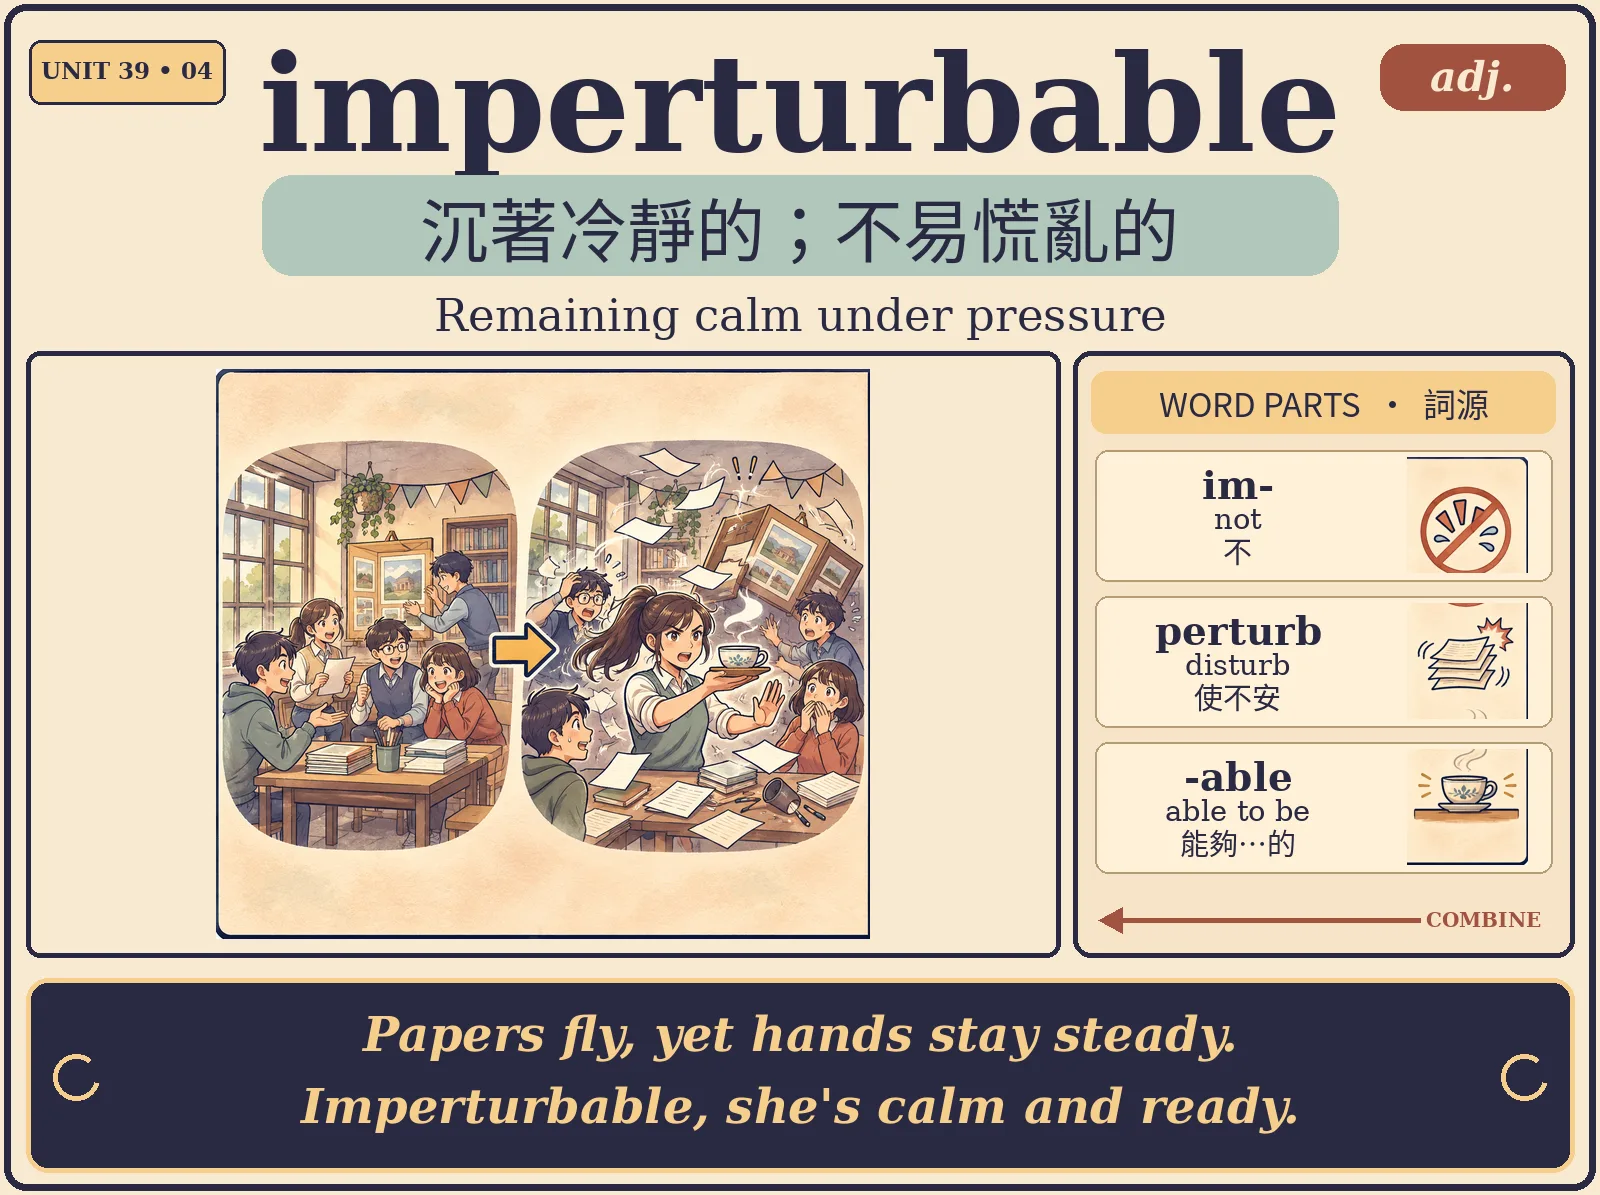 UNIT 39 • 04
imperturbable
adj.
沉著冷靜的；不易慌亂的
Remaining calm under pressure
WORD PARTS ・ 詞源
im-
not
不
perturb
disturb
使不安
-able
able to be
能夠⋯的
COMBINE
Papers fly, yet hands stay steady.
Imperturbable, she's calm and ready.